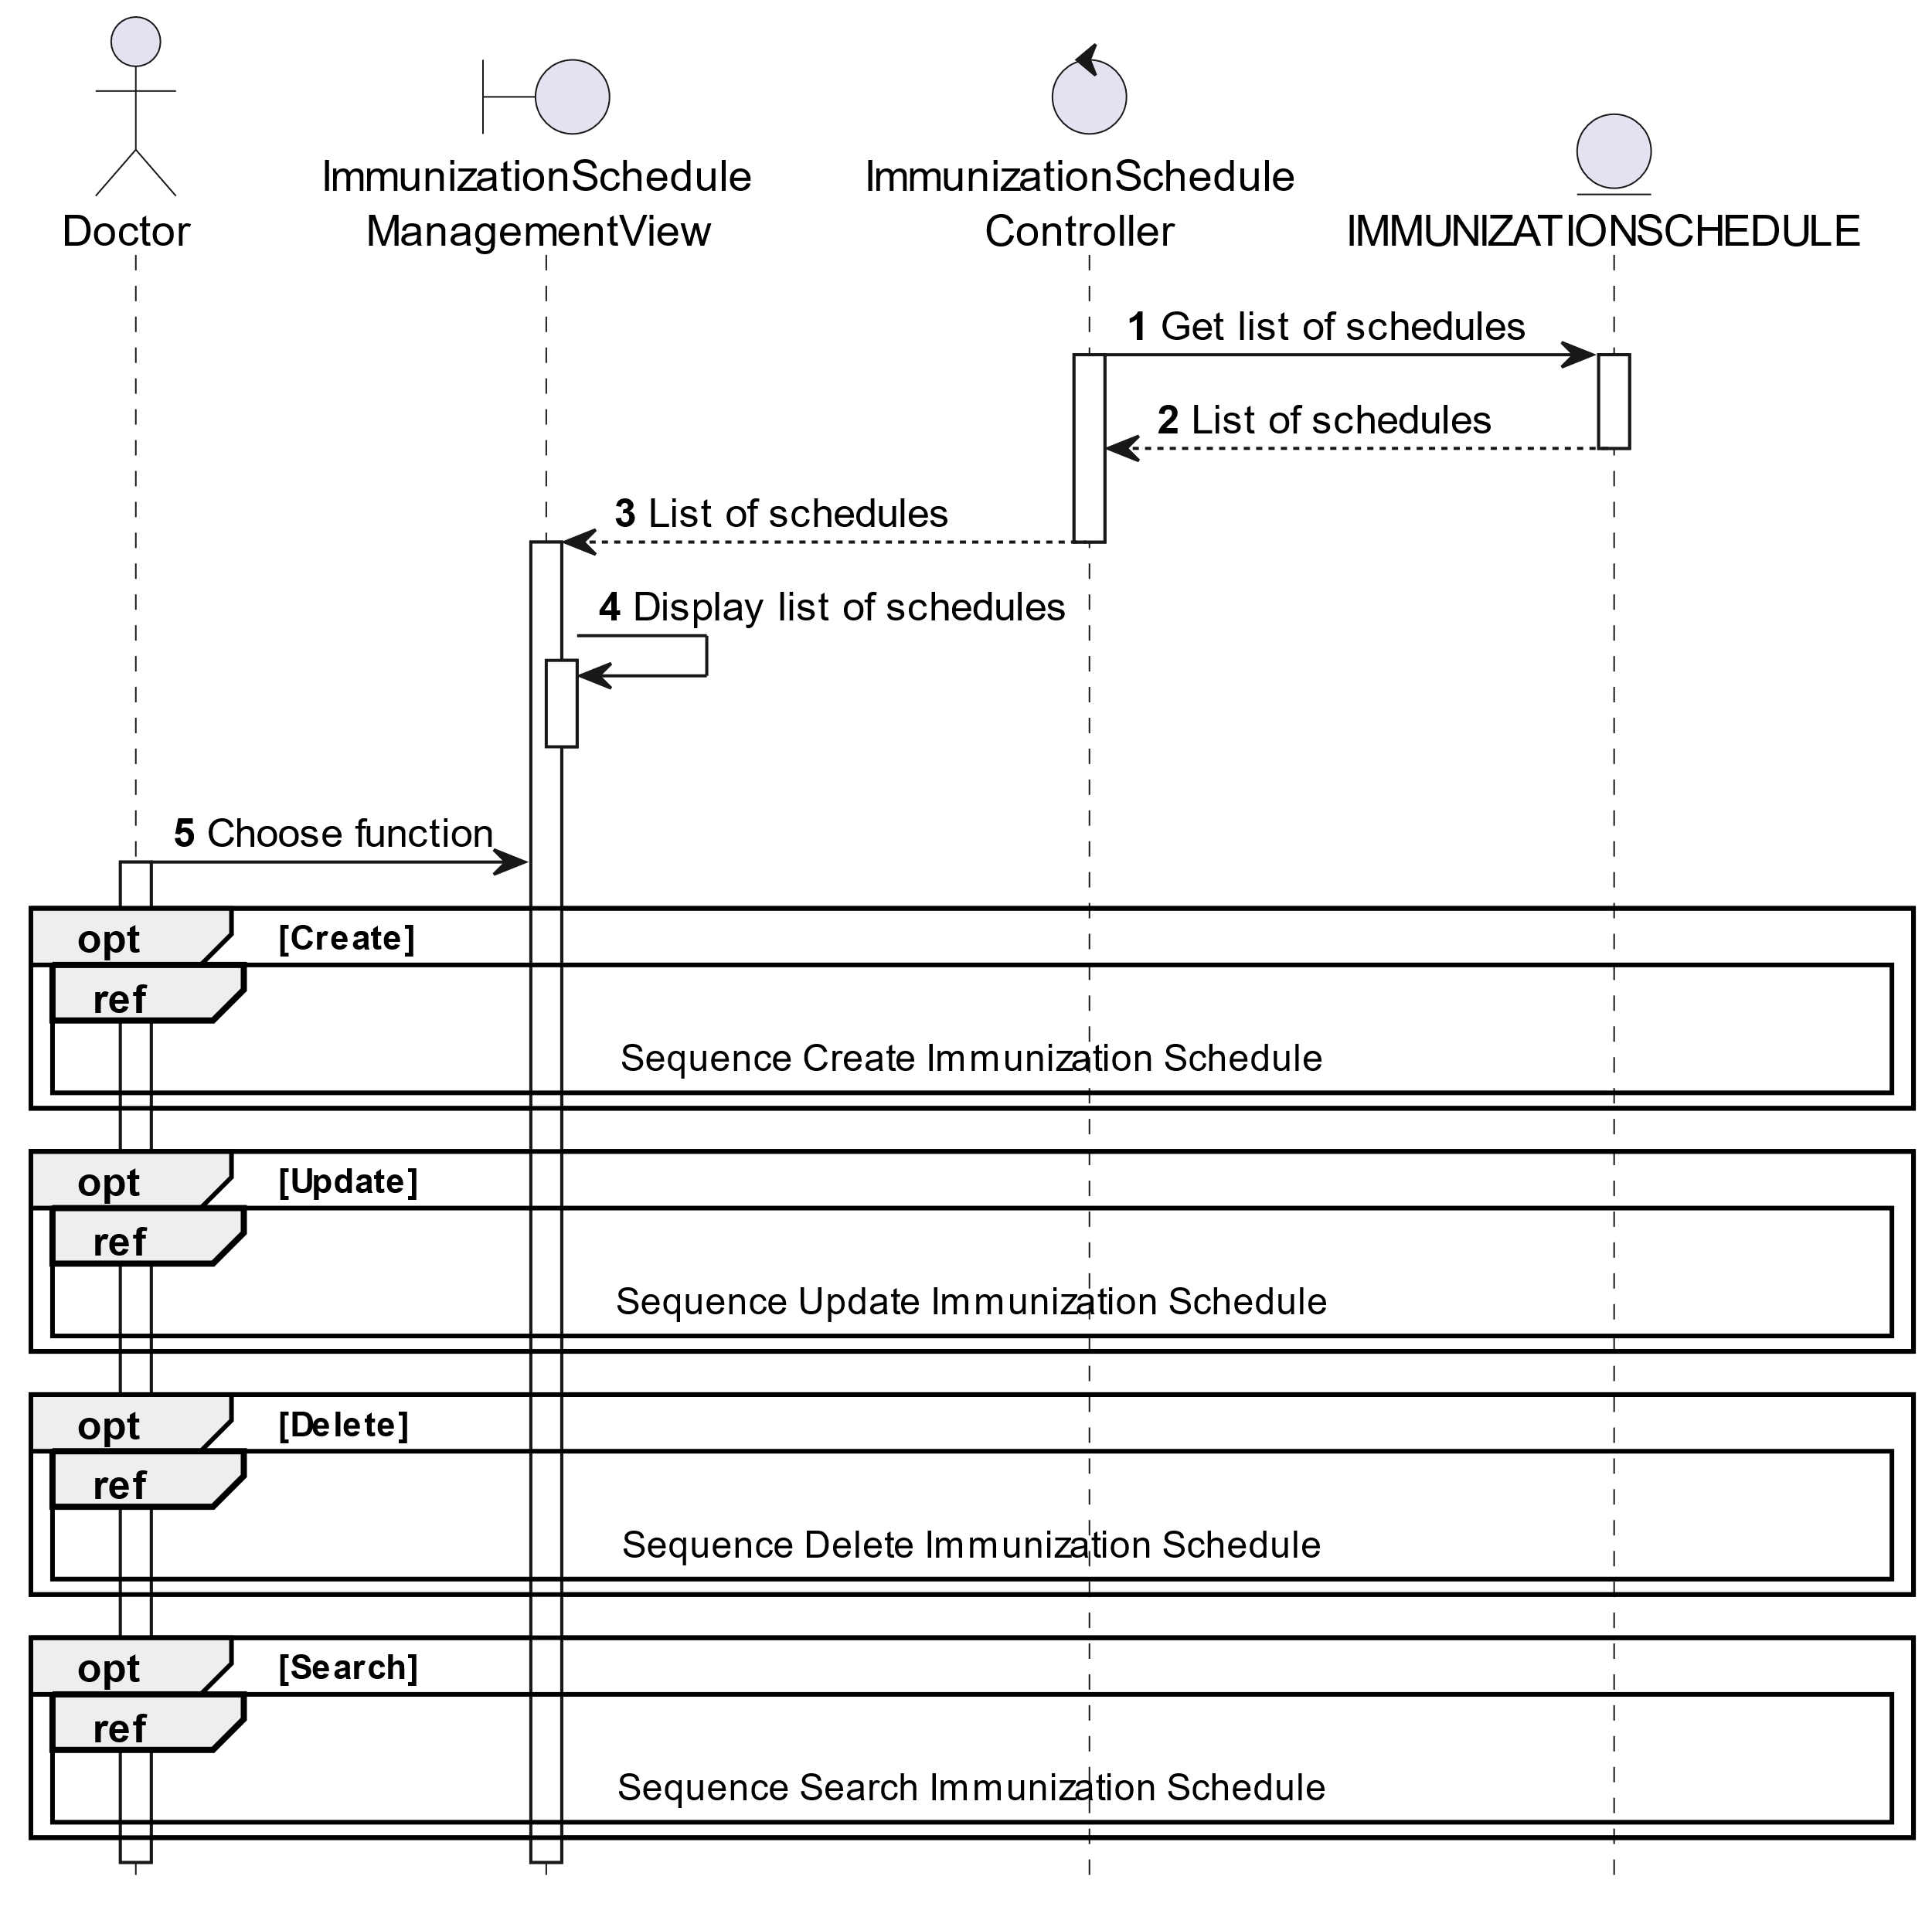 Doctor
ImmunizationSchedule
ManagementView
ImmunizationSchedule
Controller
IMMUNIZATIONSCHEDULE
1 Get list of schedules
2 List of schedules
3 List of schedules
4 Display list of schedules
5 Choose function
opt [Create]
ref
Sequence Create Immunization Schedule
opt [Update]
ref
Sequence Update Immunization Schedule
opt [Delete]
ref
Sequence Delete Immunization Schedule
opt [Search]
ref
Sequence Search Immunization Schedule